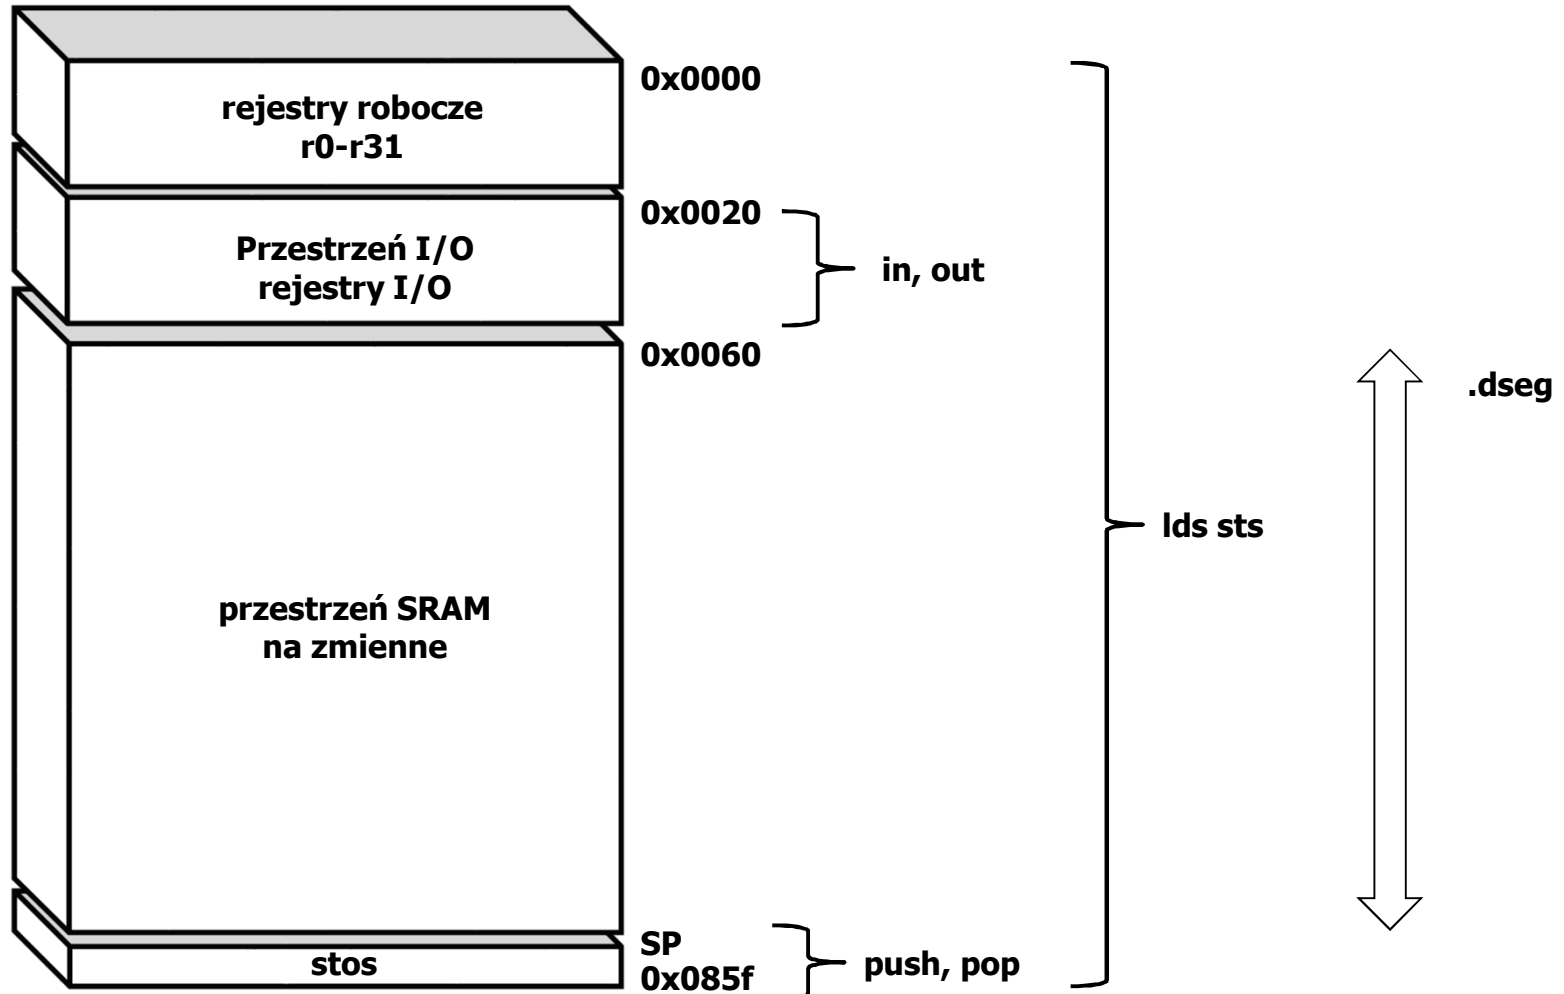 0x0000
rejestry robocze
r0-r31
0x0020
Przestrzeń I/O
rejestry I/O
in, out
0x0060
.dseg
lds sts
przestrzeń SRAM
na zmienne
SP
0x085f
stos
push, pop